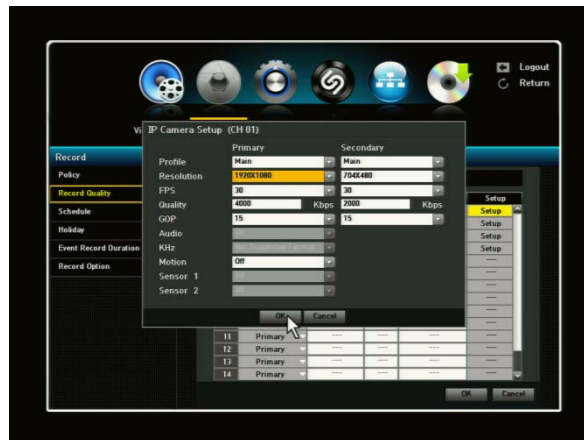 Logout
Return
Vi
IP Camera Setup (CH 01)
Primary Secondary
Profile Main Main
Resolution 1920X1080 704X480
FPS 30 30
Quality 4000 Kbps 2000 Kbps
GOP 15 15
Audio Off
KHz
Motion Off
Sensor 1 Off
Sensor 2 Off
OK Cancel
Record
Policy
Record Quality
Schedule
Holiday
Event Record Duration
Record Option
Setup
Setup
Setup
Setup
Setup
11 Primary
12 Primary
13 Primary
14 Primary
OK Cancel